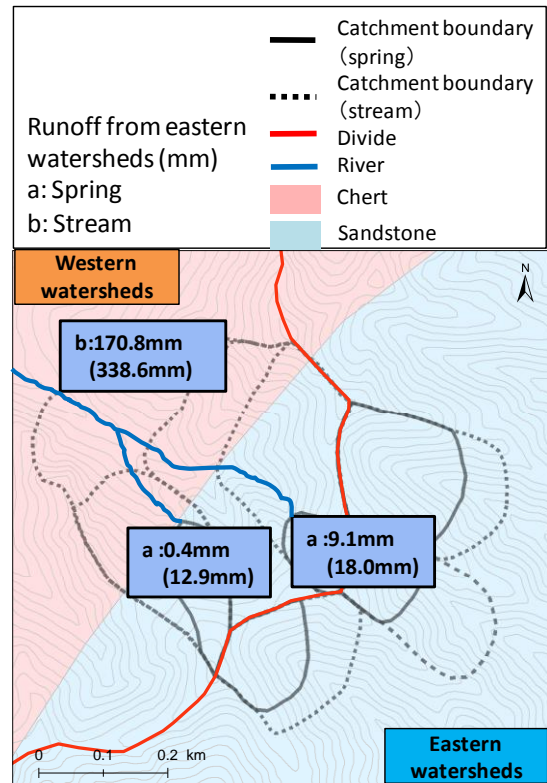 Catchment boundary
(spring)
Catchment boundary
(stream)
Divide
River
Chert
Sandstone
Runoff from eastern
watersheds (mm)
a: Spring
b: Stream
Western
watersheds
N
b:170.8mm
(338.6mm)
a :0.4mm
(12.9mm)
a :9.1mm
(18.0mm)
0 0.1 0.2 km
Eastern
watersheds